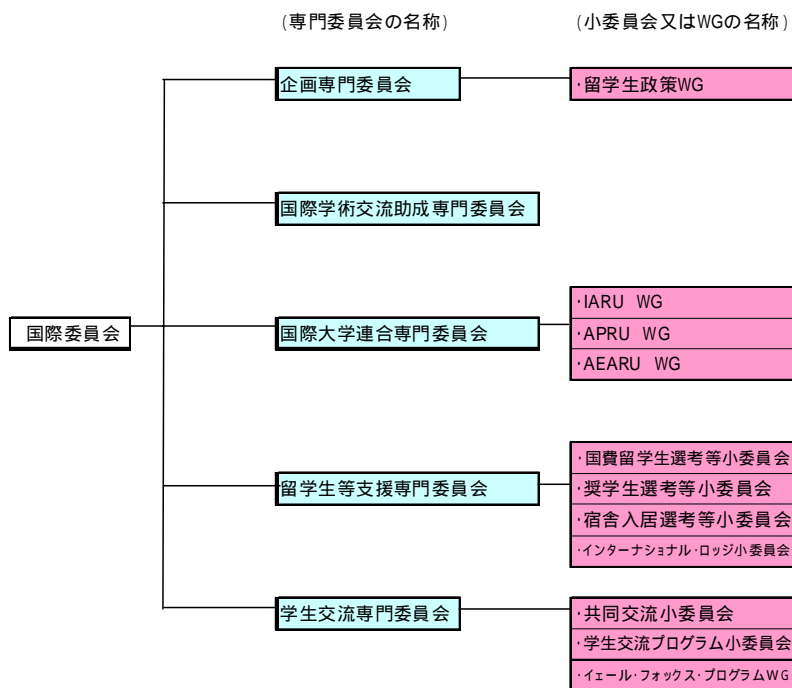 (専門委員会の名称)
(小委員会又はWGの名称)
企画専門委員会
・留学生政策WG
国際学術交流助成専門委員会
国際委員会
国際大学連合専門委員会
・IARU WG
・APRU WG
・AEARU WG
留学生等支援専門委員会
・国費留学生選考等小委員会
・奨学生選考等小委員会
・宿舎入居選考等小委員会
・インターナショナル・ロッジ小委員会
学生交流専門委員会
・共同交流小委員会
・学生交流プログラム小委員会
・イェール・フォックス・プログラムWG